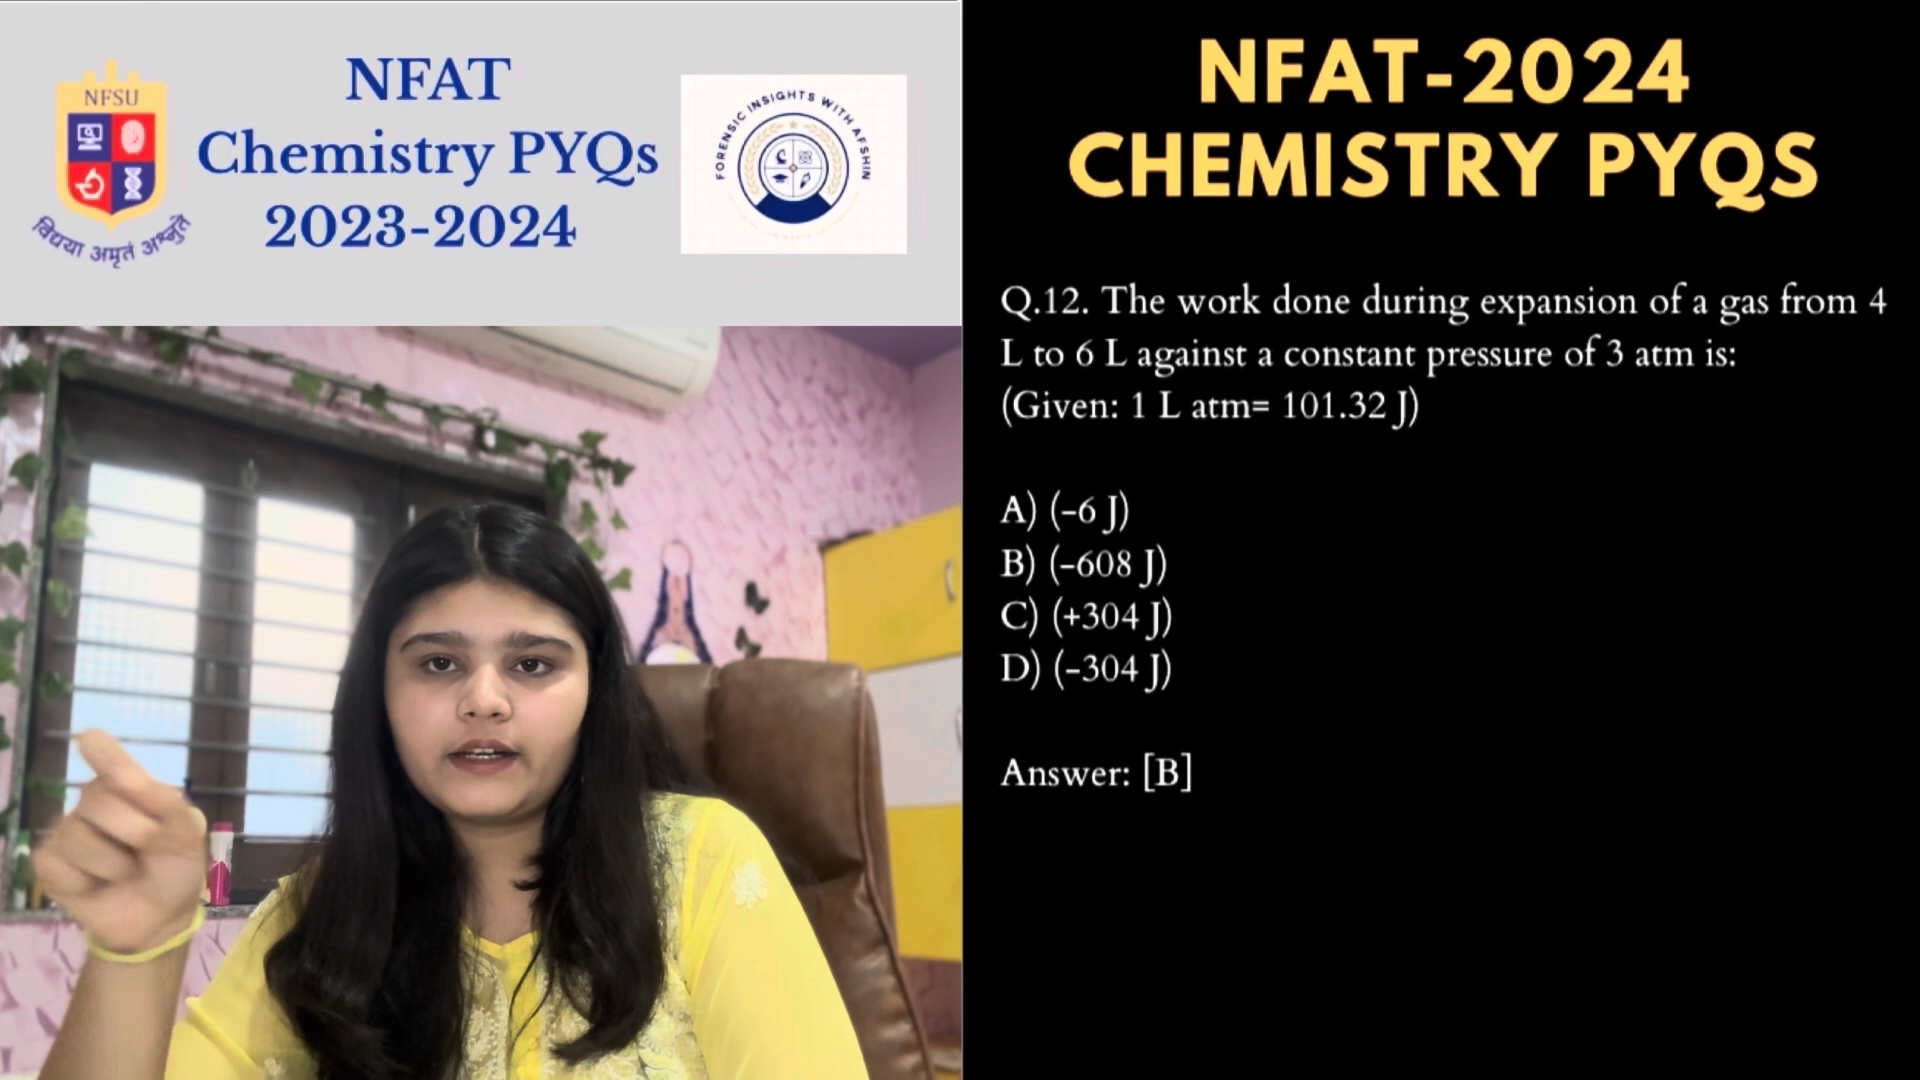 NFSU
विद्यया अमृतं अश्नुते
NFAT
Chemistry PYQs
2023-2024
FORENSIC INSIGHTS WITH AFSHIN
NFAT-2024
CHEMISTRY PYQS
Q.12. The work done during expansion of a gas from 4
L to 6 L against a constant pressure of 3 atm is:
(Given: 1 L atm= 101.32 J)
A) (-6 J)
B) (-608 J)
C) (+304 J)
D) (-304 J)
Answer: [B]